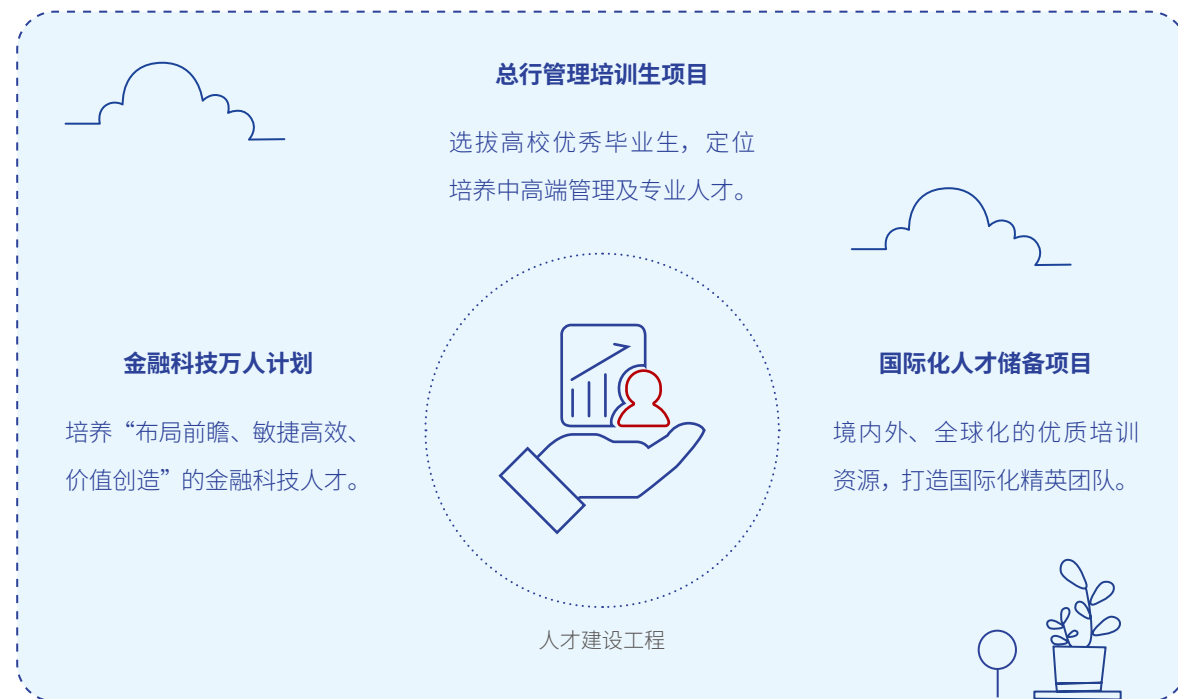 总行管理培训生项目
选拔高校优秀毕业生，定位
培养中高端管理及专业人才。
金融科技万人计划
培养“布局前瞻、敏捷高效、
价值创造”的金融科技人才。
国际化人才储备项目
境内外、全球化的优质培训
资源，打造国际化精英团队。
人才建设工程